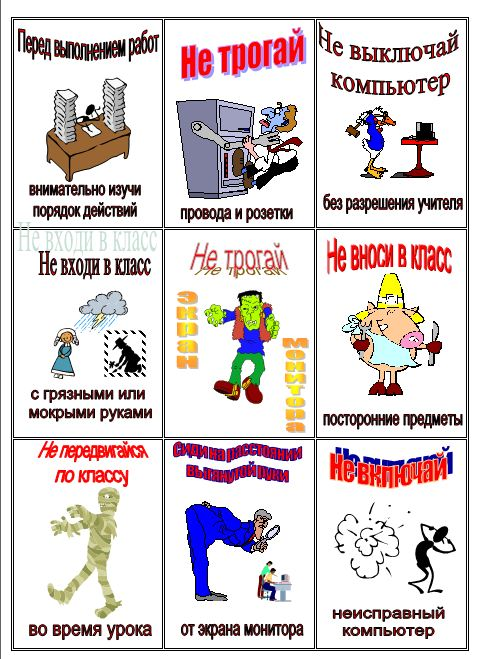 Перед выполнением работ
внимательно изучи
порядок действий
Не трогай
провода и розетки
Не выключай
компьютер
без разрешения учителя
Не входи в класс
Не входи в класс
с грязными или
мокрыми руками
Не трогай
Не трогай
экран
монитора
Не вноси в класс
посторонние предметы
Не передвигайся
по классу
во время урока
Сиди на расстоянии
вытянутой руки
от экрана монитора
Не включай
неисправный
компьютер